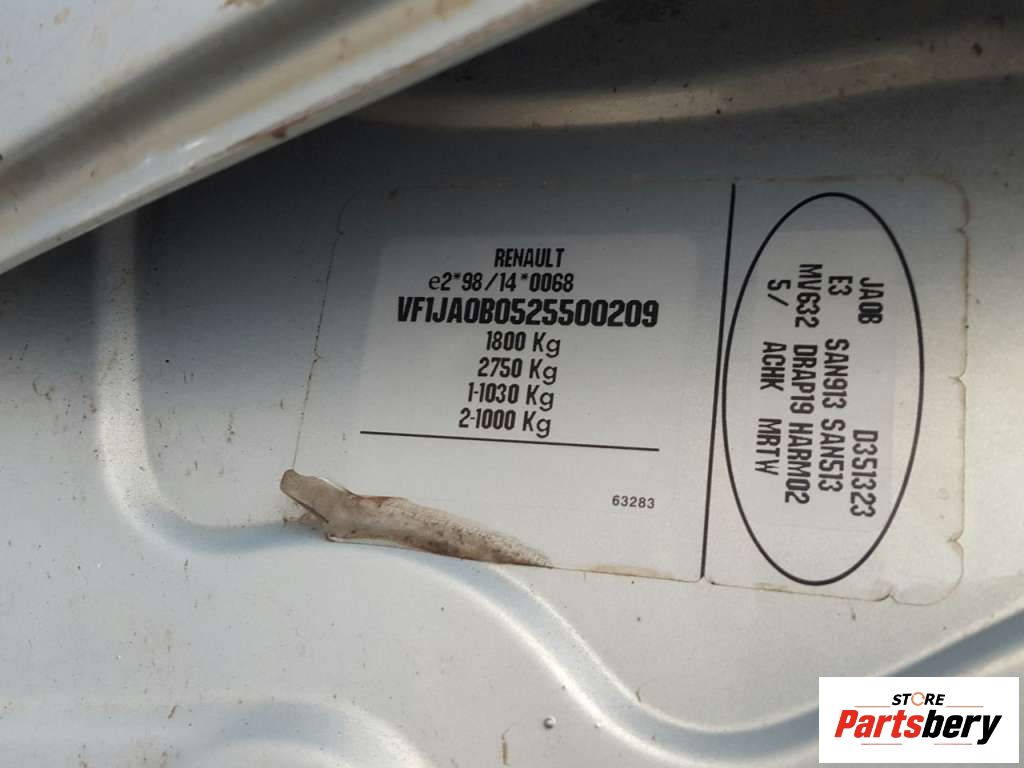 RENAULT
e2*98/14*0068
VF1JA0B0525500209
1800 Kg
2750 Kg
1-1030 Kg
2-1000 Kg
63283
JA0B D351323
E3 SAN913 SAN513
MV632 DRAP19 HARM02
5/ ACHK MRTW
STORE
Partsbery